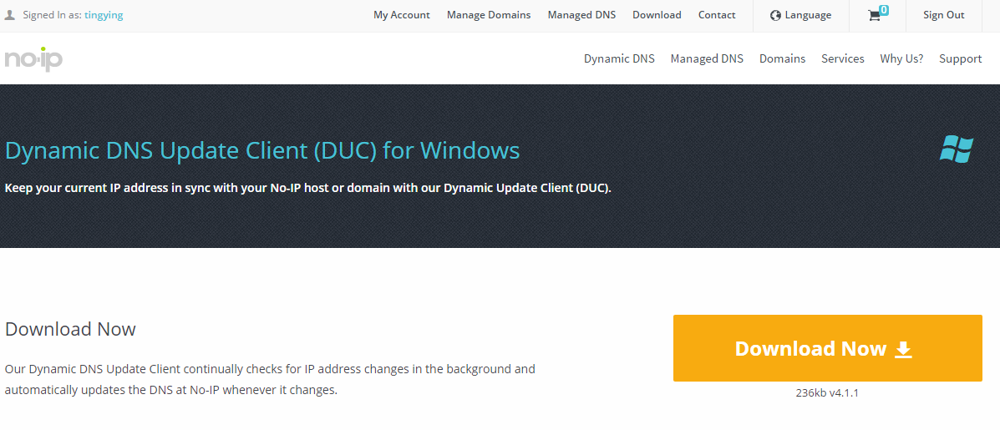 Signed In as: tingying My Account Manage Domains Managed DNS Download Contact Language 0 Sign Out
no-ip Dynamic DNS Managed DNS Domains Services Why Us? Support
Dynamic DNS Update Client (DUC) for Windows
Keep your current IP address in sync with your No-IP host or domain with our Dynamic Update Client (DUC).
Download Now
Our Dynamic DNS Update Client continually checks for IP address changes in the background and
automatically updates the DNS at No-IP whenever it changes.
Download Now
236kb v4.1.1